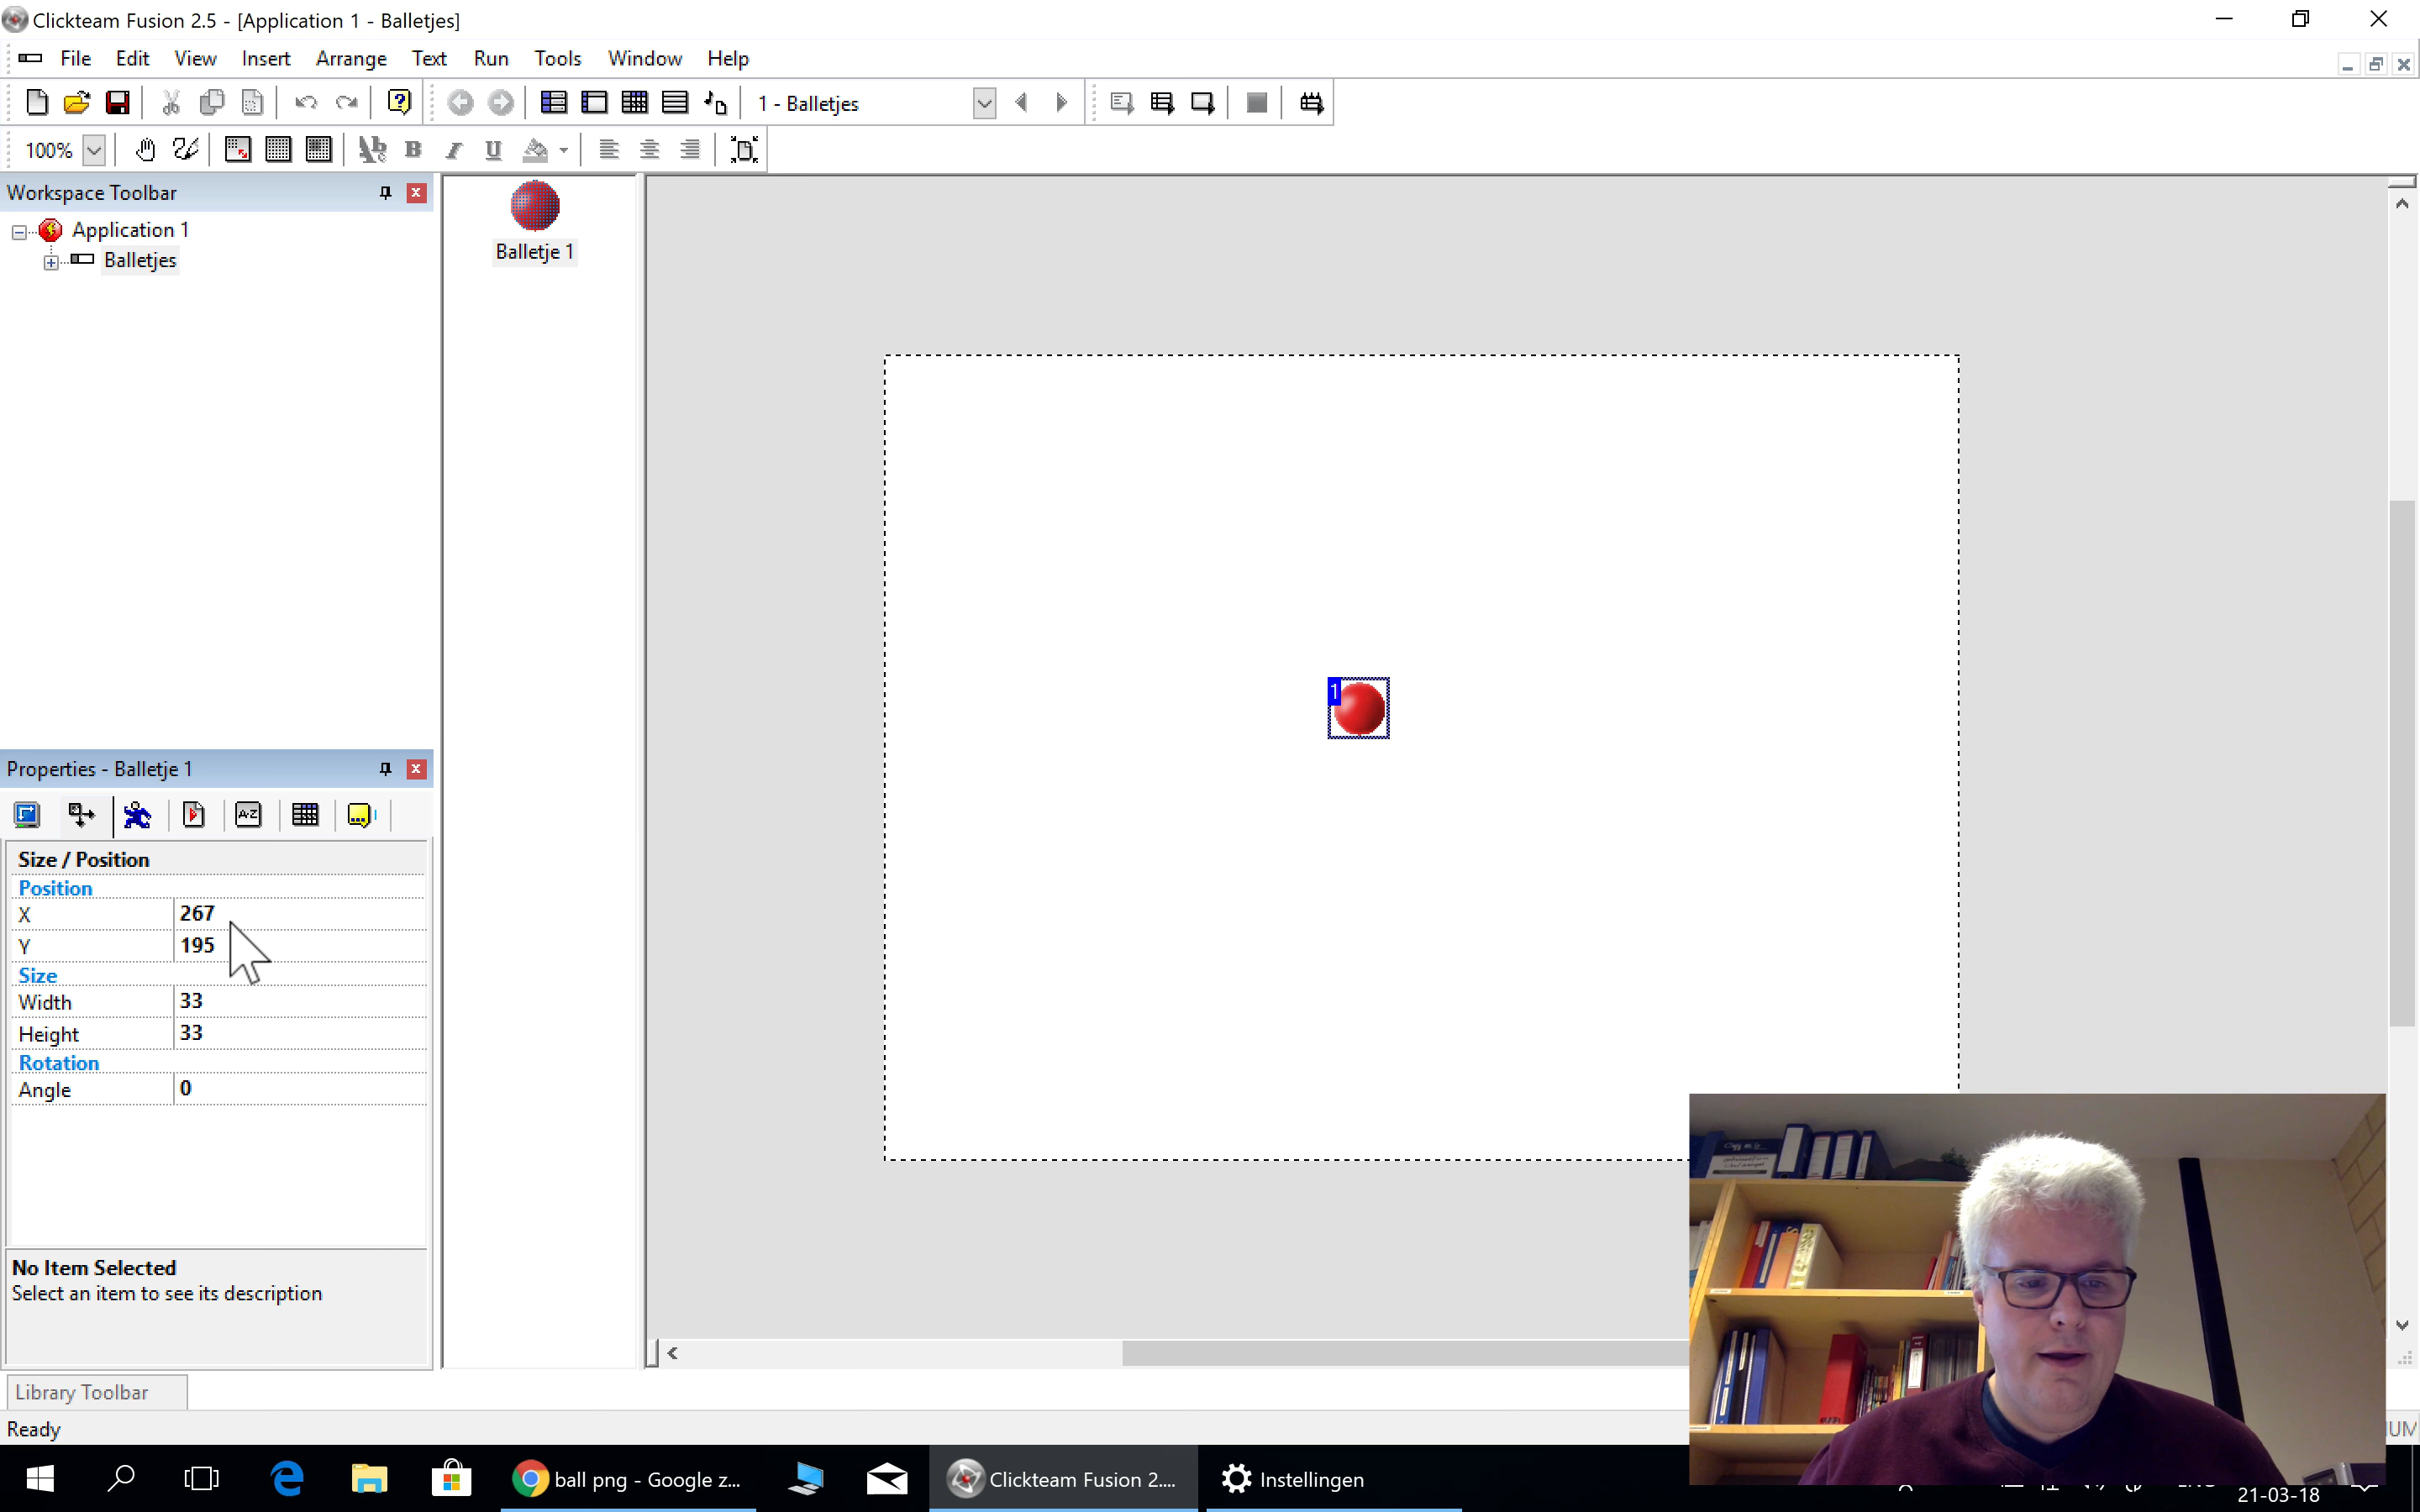 Clickteam Fusion 2.5 - [Application 1 - Balletjes]
File Edit View Insert Arrange Text Run Tools Window Help
1 - Balletjes
100%
Workspace Toolbar
Application 1
Balletjes
Balletje 1
1
Properties - Balletje 1
A-Z
Size / Position
Position
X 267
Y 195
Size
Width 33
Height 33
Rotation
Angle 0
No Item Selected
Select an item to see its description
Library Toolbar
Ready
ball png - Google z...
Clickteam Fusion 2....
Instellingen
21-03-18